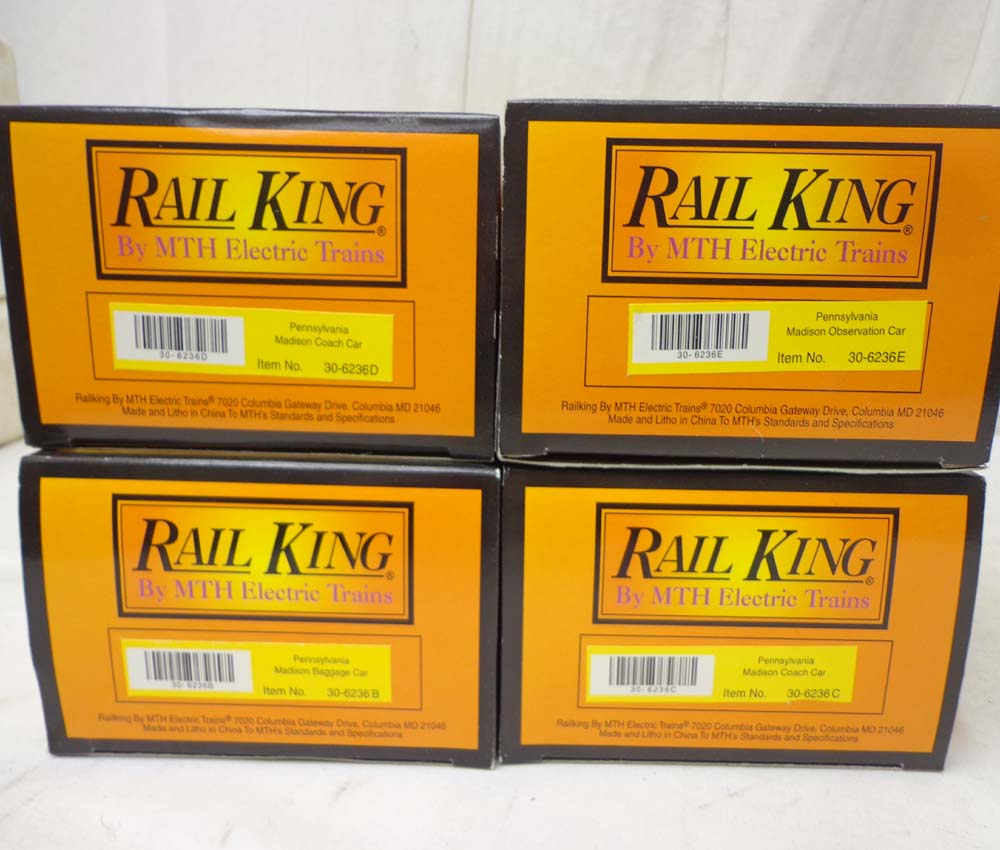 RAIL KING®
By MTH Electric Trains
Pennsylvania
Madison Coach Car
30-6236D
Item No. 30-6236D
Railking By MTH Electric Trains® 7020 Columbia Gateway Drive, Columbia MD 21046
Made and Litho in China To MTH's Standards and Specifications
RAIL KING®
By MTH Electric Trains
Pennsylvania
Madison Observation Car
30-6236E
Item No. 30-6236E
Railking By MTH Electric Trains® 7020 Columbia Gateway Drive, Columbia MD 21046
Made and Litho in China To MTH's Standards and Specifications
RAIL KING®
By MTH Electric Trains
Pennsylvania
Madison Baggage Car
30-6236B
Item No. 30-6236 B
Railking By MTH Electric Trains® 7020 Columbia Gateway Drive, Columbia MD 21046
Made and Litho in China To MTH's Standards and Specifications
RAIL KING®
By MTH Electric Trains
Pennsylvania
Madison Coach Car
30-6236C
Item No. 30-6236 C
Railking By MTH Electric Trains® 7020 Columbia Gateway Drive, Columbia MD 21046
Made and Litho in China To MTH's Standards and Specifications